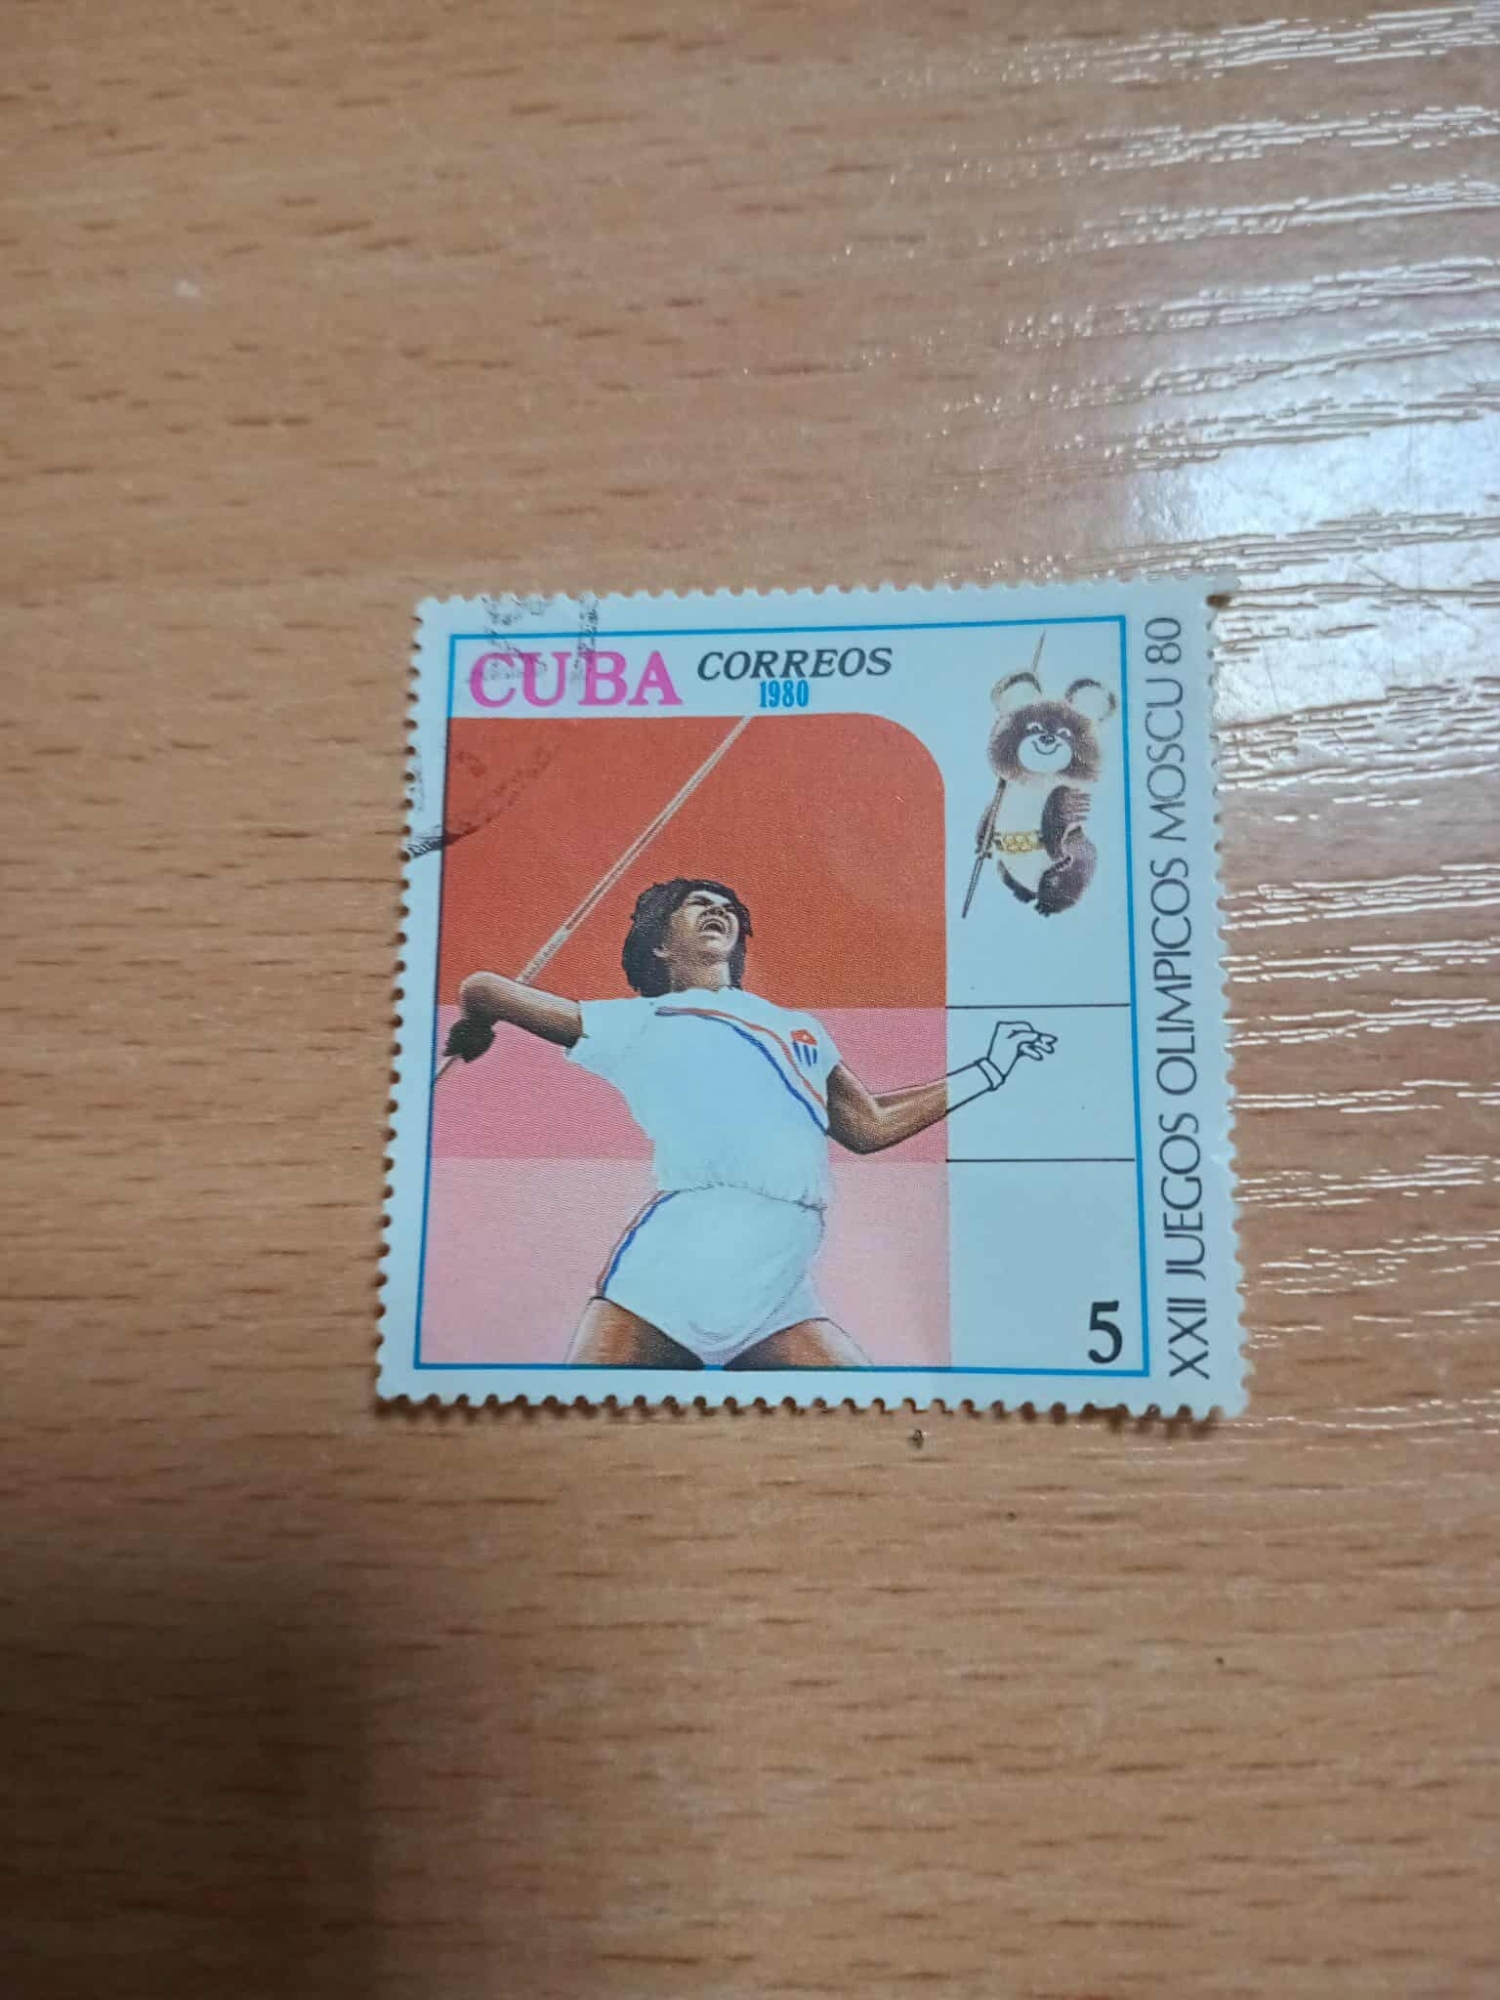 CUBA CORREOS
1980
XXII JUEGOS OLIMPICOS MOSCU 80
5